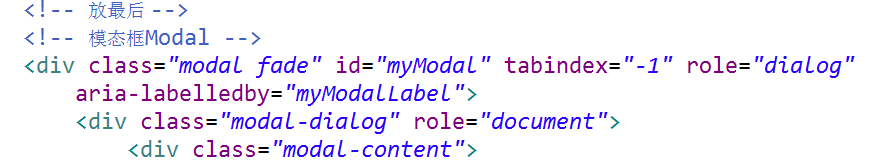 <!-- 放最后 -->
<!-- 模态框Modal -->
<div class="modal fade" id="myModal" tabindex="-1" role="dialog"
aria-labelledby="myModalLabel">
<div class="modal-dialog" role="document">
<div class="modal-content">